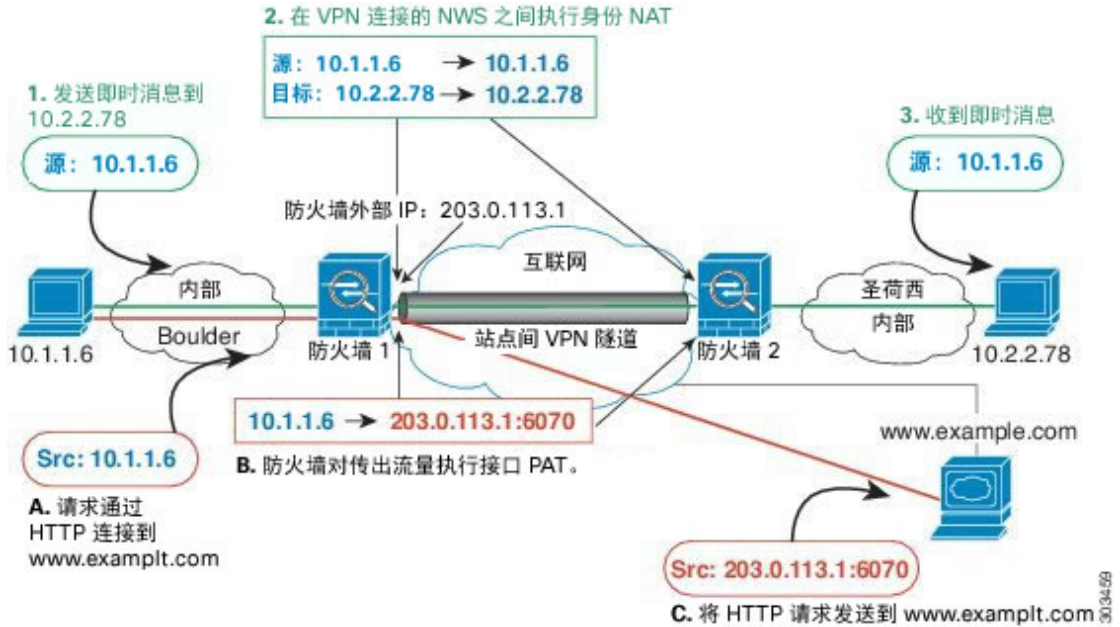 2. 在 VPN 连接的 NWS 之间执行身份 NAT
源：10.1.1.6 → 10.1.1.6
目标：10.2.2.78 → 10.2.2.78
1. 发送即时消息到
10.2.2.78
源：10.1.1.6
3. 收到即时消息
源：10.1.1.6
防火墙外部 IP：203.0.113.1
互联网
内部
Boulder
10.1.1.6
防火墙 1
站点间 VPN 隧道
防火墙 2
圣荷西
内部
10.2.2.78
10.1.1.6 → 203.0.113.1:6070
B. 防火墙对传出流量执行接口 PAT。
www.example.com
Src: 10.1.1.6
A. 请求通过
HTTP 连接到
www.examplt.com
Src: 203.0.113.1:6070
C. 将 HTTP 请求发送到 www.examplt.com
303459